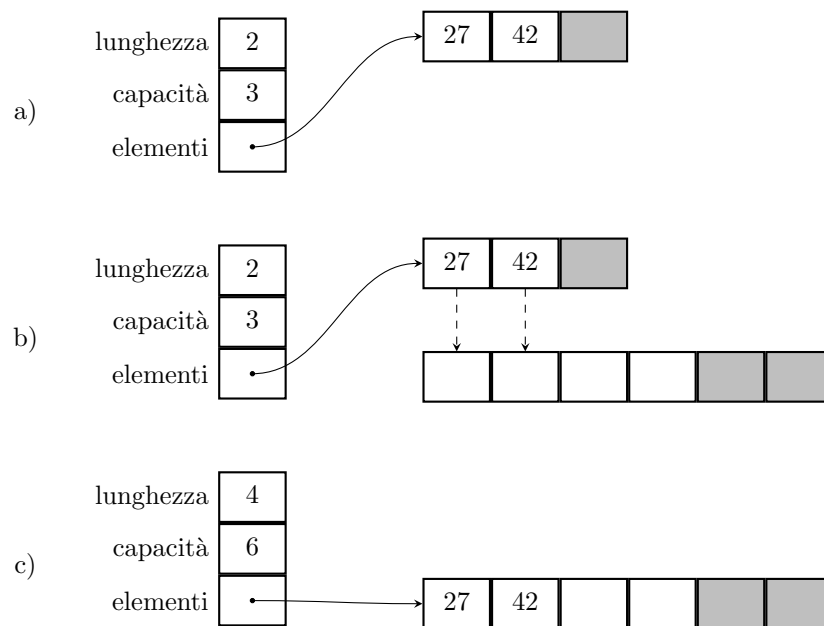 a)
lunghezza 2
capacità 3
elementi
27 42
b)
lunghezza 2
capacità 3
elementi
27 42
c)
lunghezza 4
capacità 6
elementi
27 42